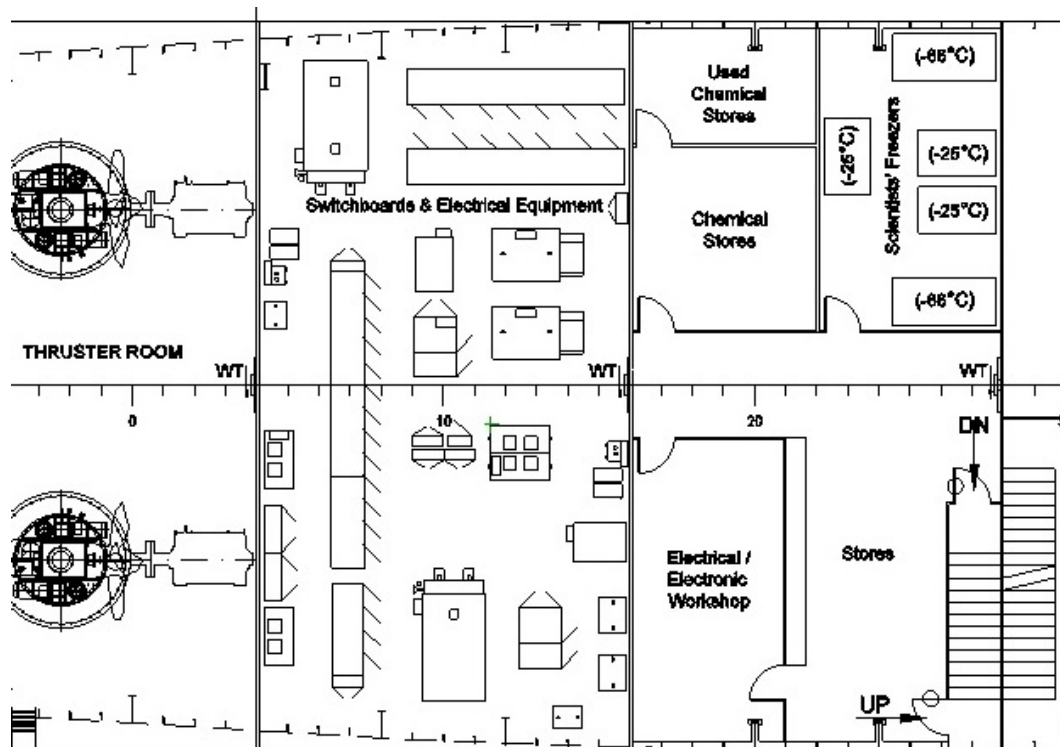 Used
Chemical
Stores
(-66°C)
(-25°C)
Scientists' Freezers
(-25°C)
(-25°C)
(-66°C)
Switchboards & Electrical Equipment
Chemical
Stores
THRUSTER ROOM
WT
WT
WT
0
10
20
DN
Electrical /
Electronic
Workshop
Stores
UP